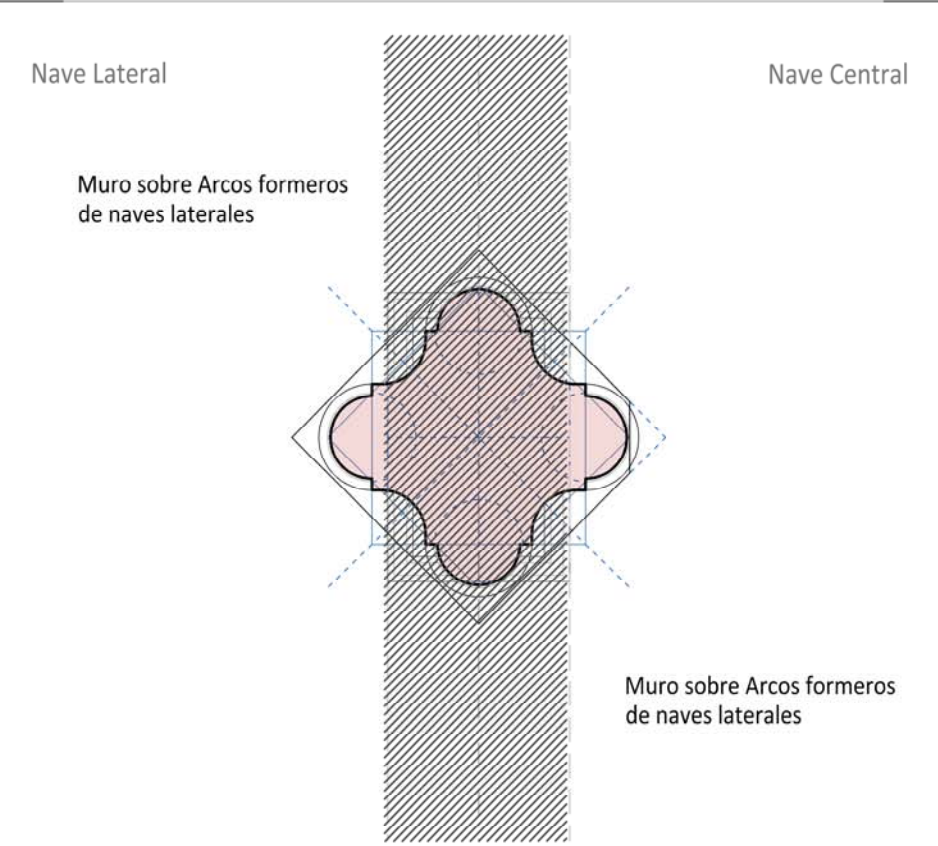 Nave Lateral
Nave Central
Muro sobre Arcos formeros
de naves laterales
Muro sobre Arcos formeros
de naves laterales